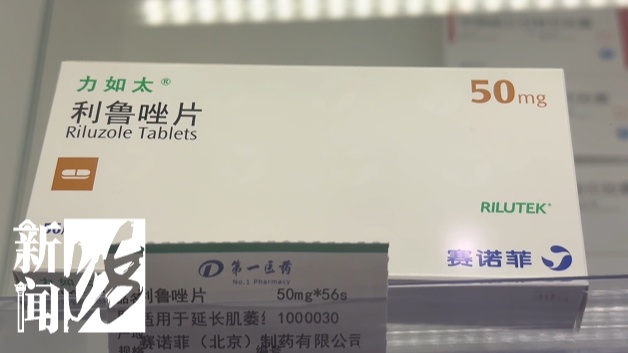 力如太®
利鲁唑片
Riluzole Tablets
50mg
RILUTEK®
赛诺菲
新闻
第一医药
No.1 Pharmacy
利鲁唑片 50mg*56s
适用于延长肌萎 1000030
产地
赛诺菲（北京）制药有限公司